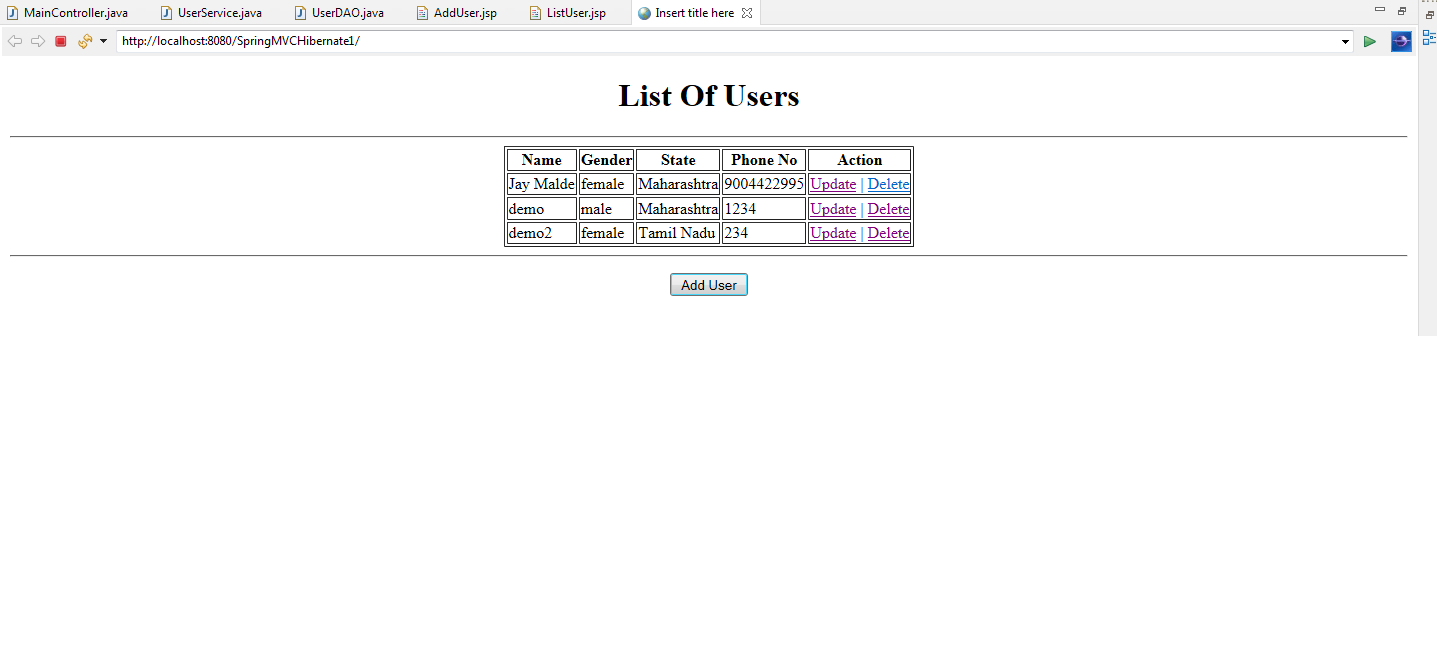 MainController.java UserService.java UserDAO.java AddUser.jsp ListUser.jsp Insert title here
http://localhost:8080/SpringMVCHibernate1/
List Of Users
Name Gender State Phone No Action
Jay Malde female Maharashtra 9004422995 Update | Delete
demo male Maharashtra 1234 Update | Delete
demo2 female Tamil Nadu 234 Update | Delete
Add User